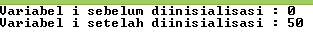 Variabel i sebelum diinisialisasi : 0
Variabel i setelah diinisialisasi : 50